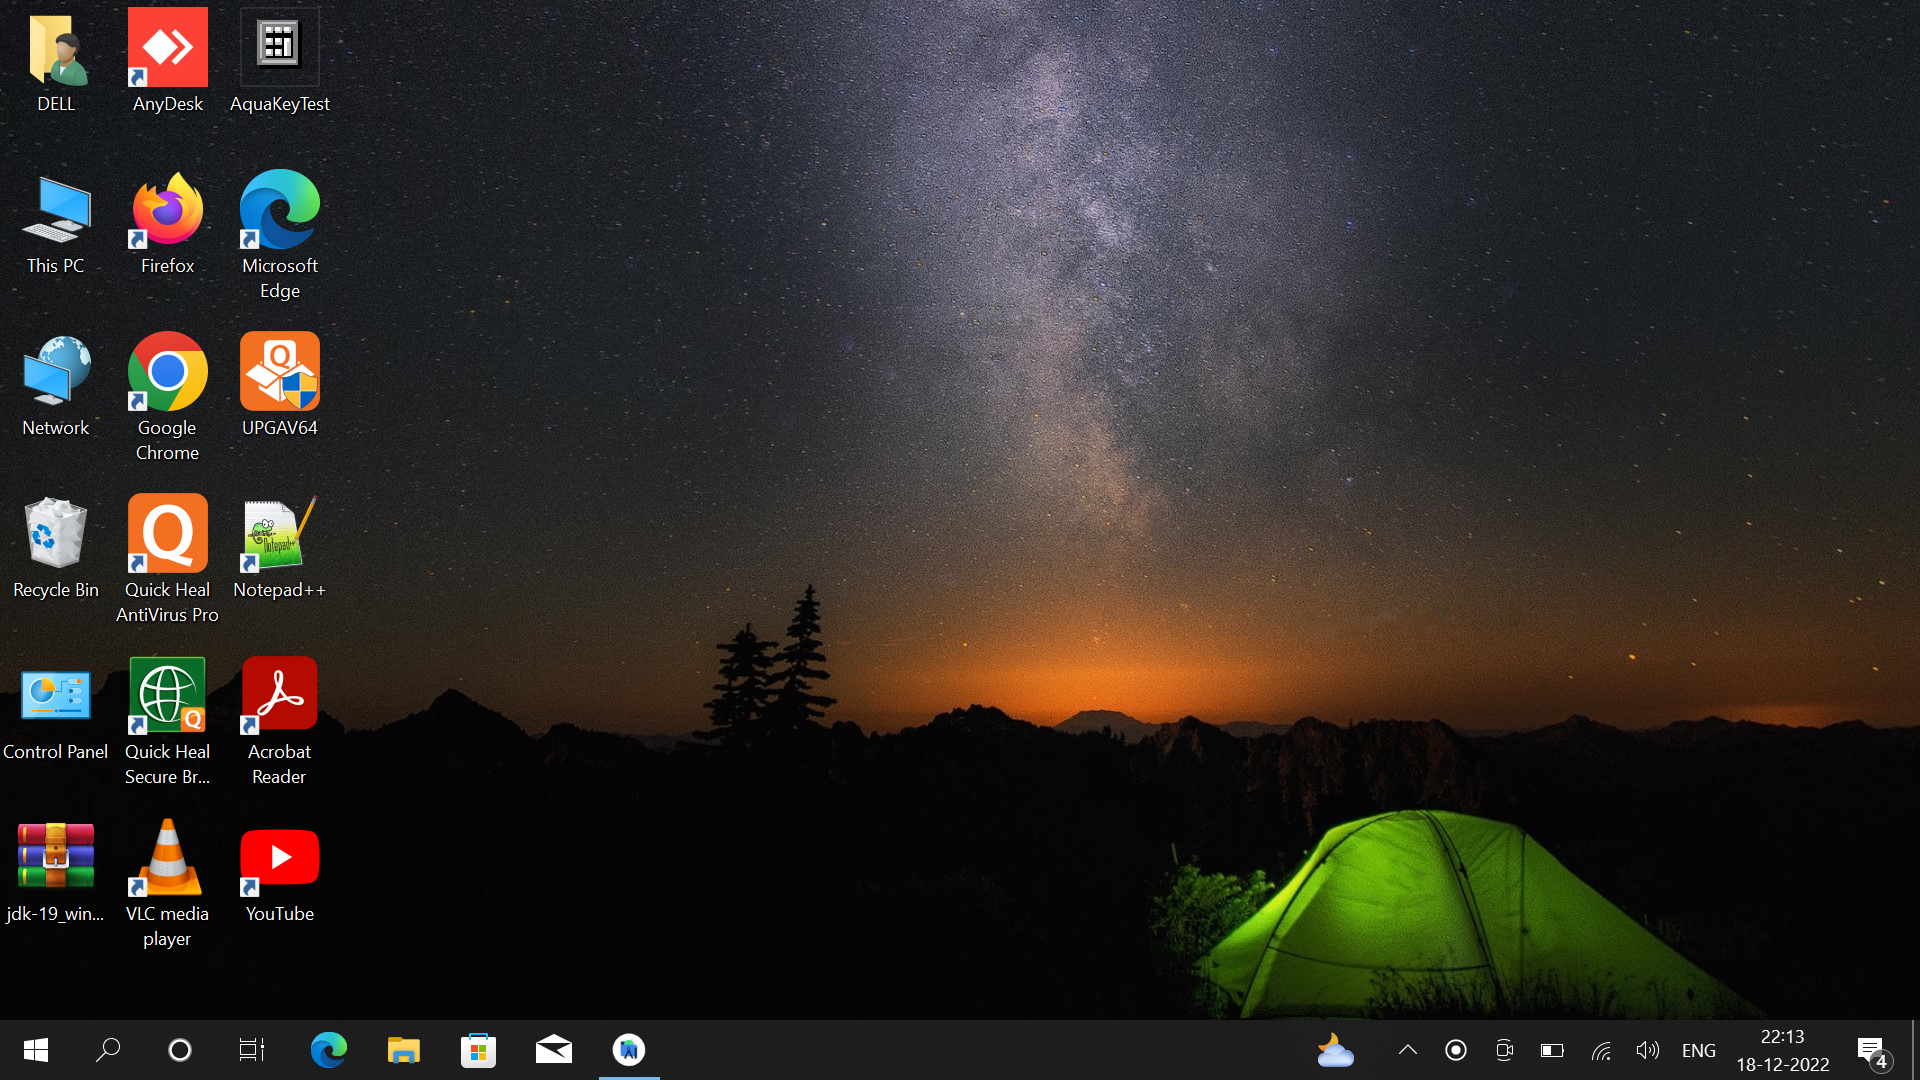 DELL
AnyDesk
AquaKeyTest
This PC
Firefox
Microsoft
Edge
Network
Google
Chrome
Q
UPGAV64
Recycle Bin
Q
Quick Heal
AntiVirus Pro
Notepad++
Notepad++
Control Panel
Q
Quick Heal
Secure Br...
Acrobat
Reader
jdk-19_win...
VLC media
player
YouTube
ENG
22:13
18-12-2022
4